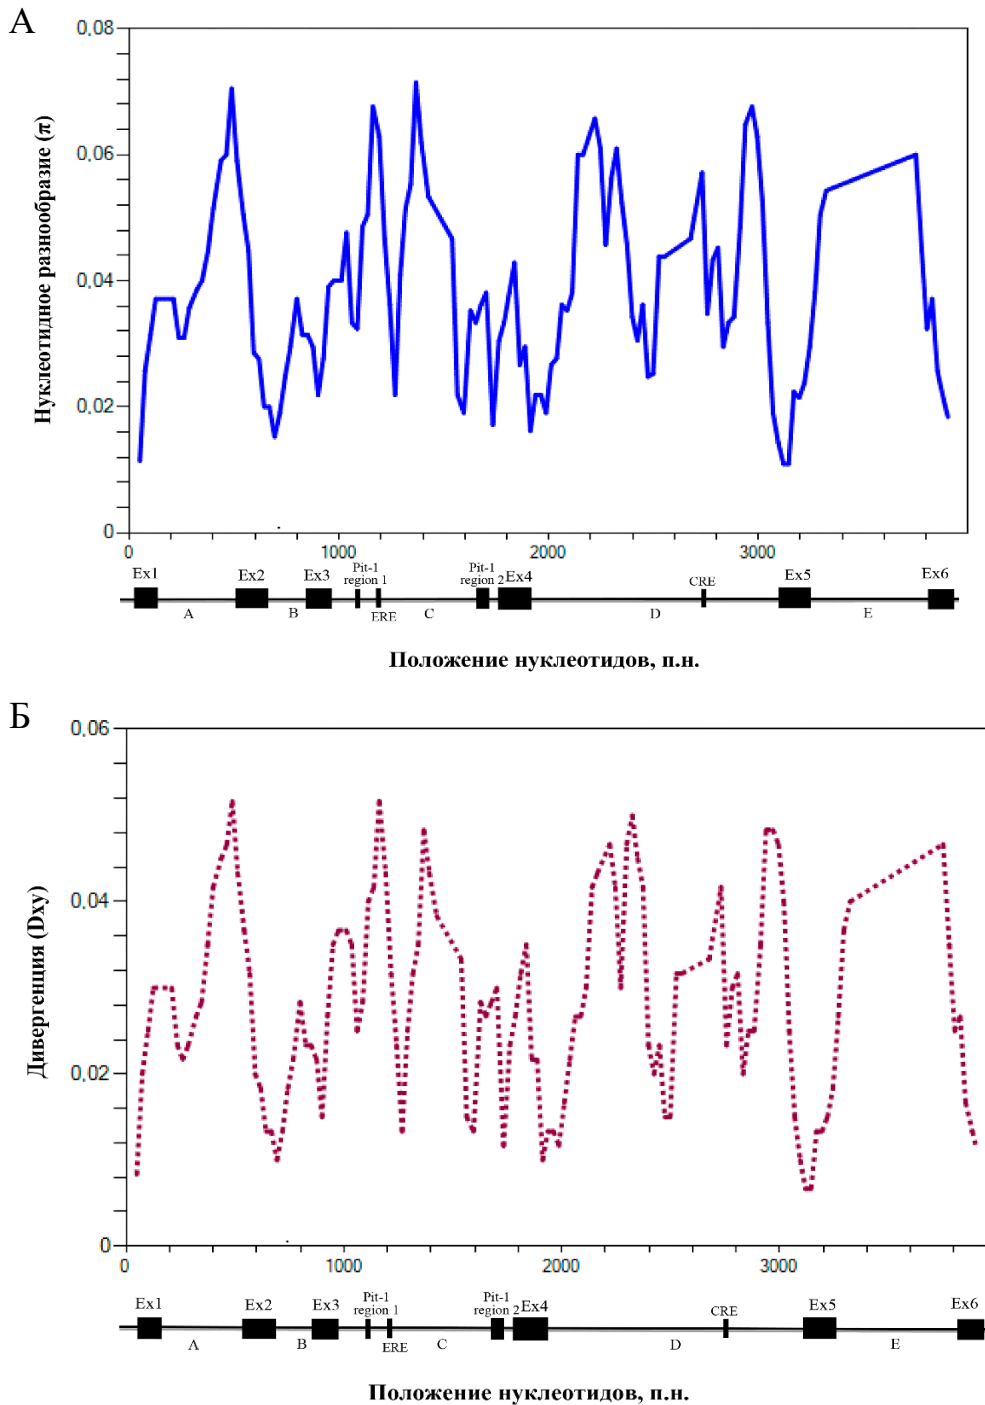 А
0,08
0,06
0,04
0,02
0
Нуклеотидное разнообразие (π)
0 1000 2000 3000
Ex1 Ex2 Ex3 Pit-1 region 1 Pit-1 region 2 Ex4 CRE Ex5 Ex6
A B ERE C D E
Положение нуклеотидов, п.н.
Б
0,06
0,04
0,02
0
Дивергенция (Dxy)
0 1000 2000 3000
Ex1 Ex2 Ex3 Pit-1 region 1 Pit-1 region 2 Ex4 CRE Ex5 Ex6
A B ERE C D E
Положение нуклеотидов, п.н.